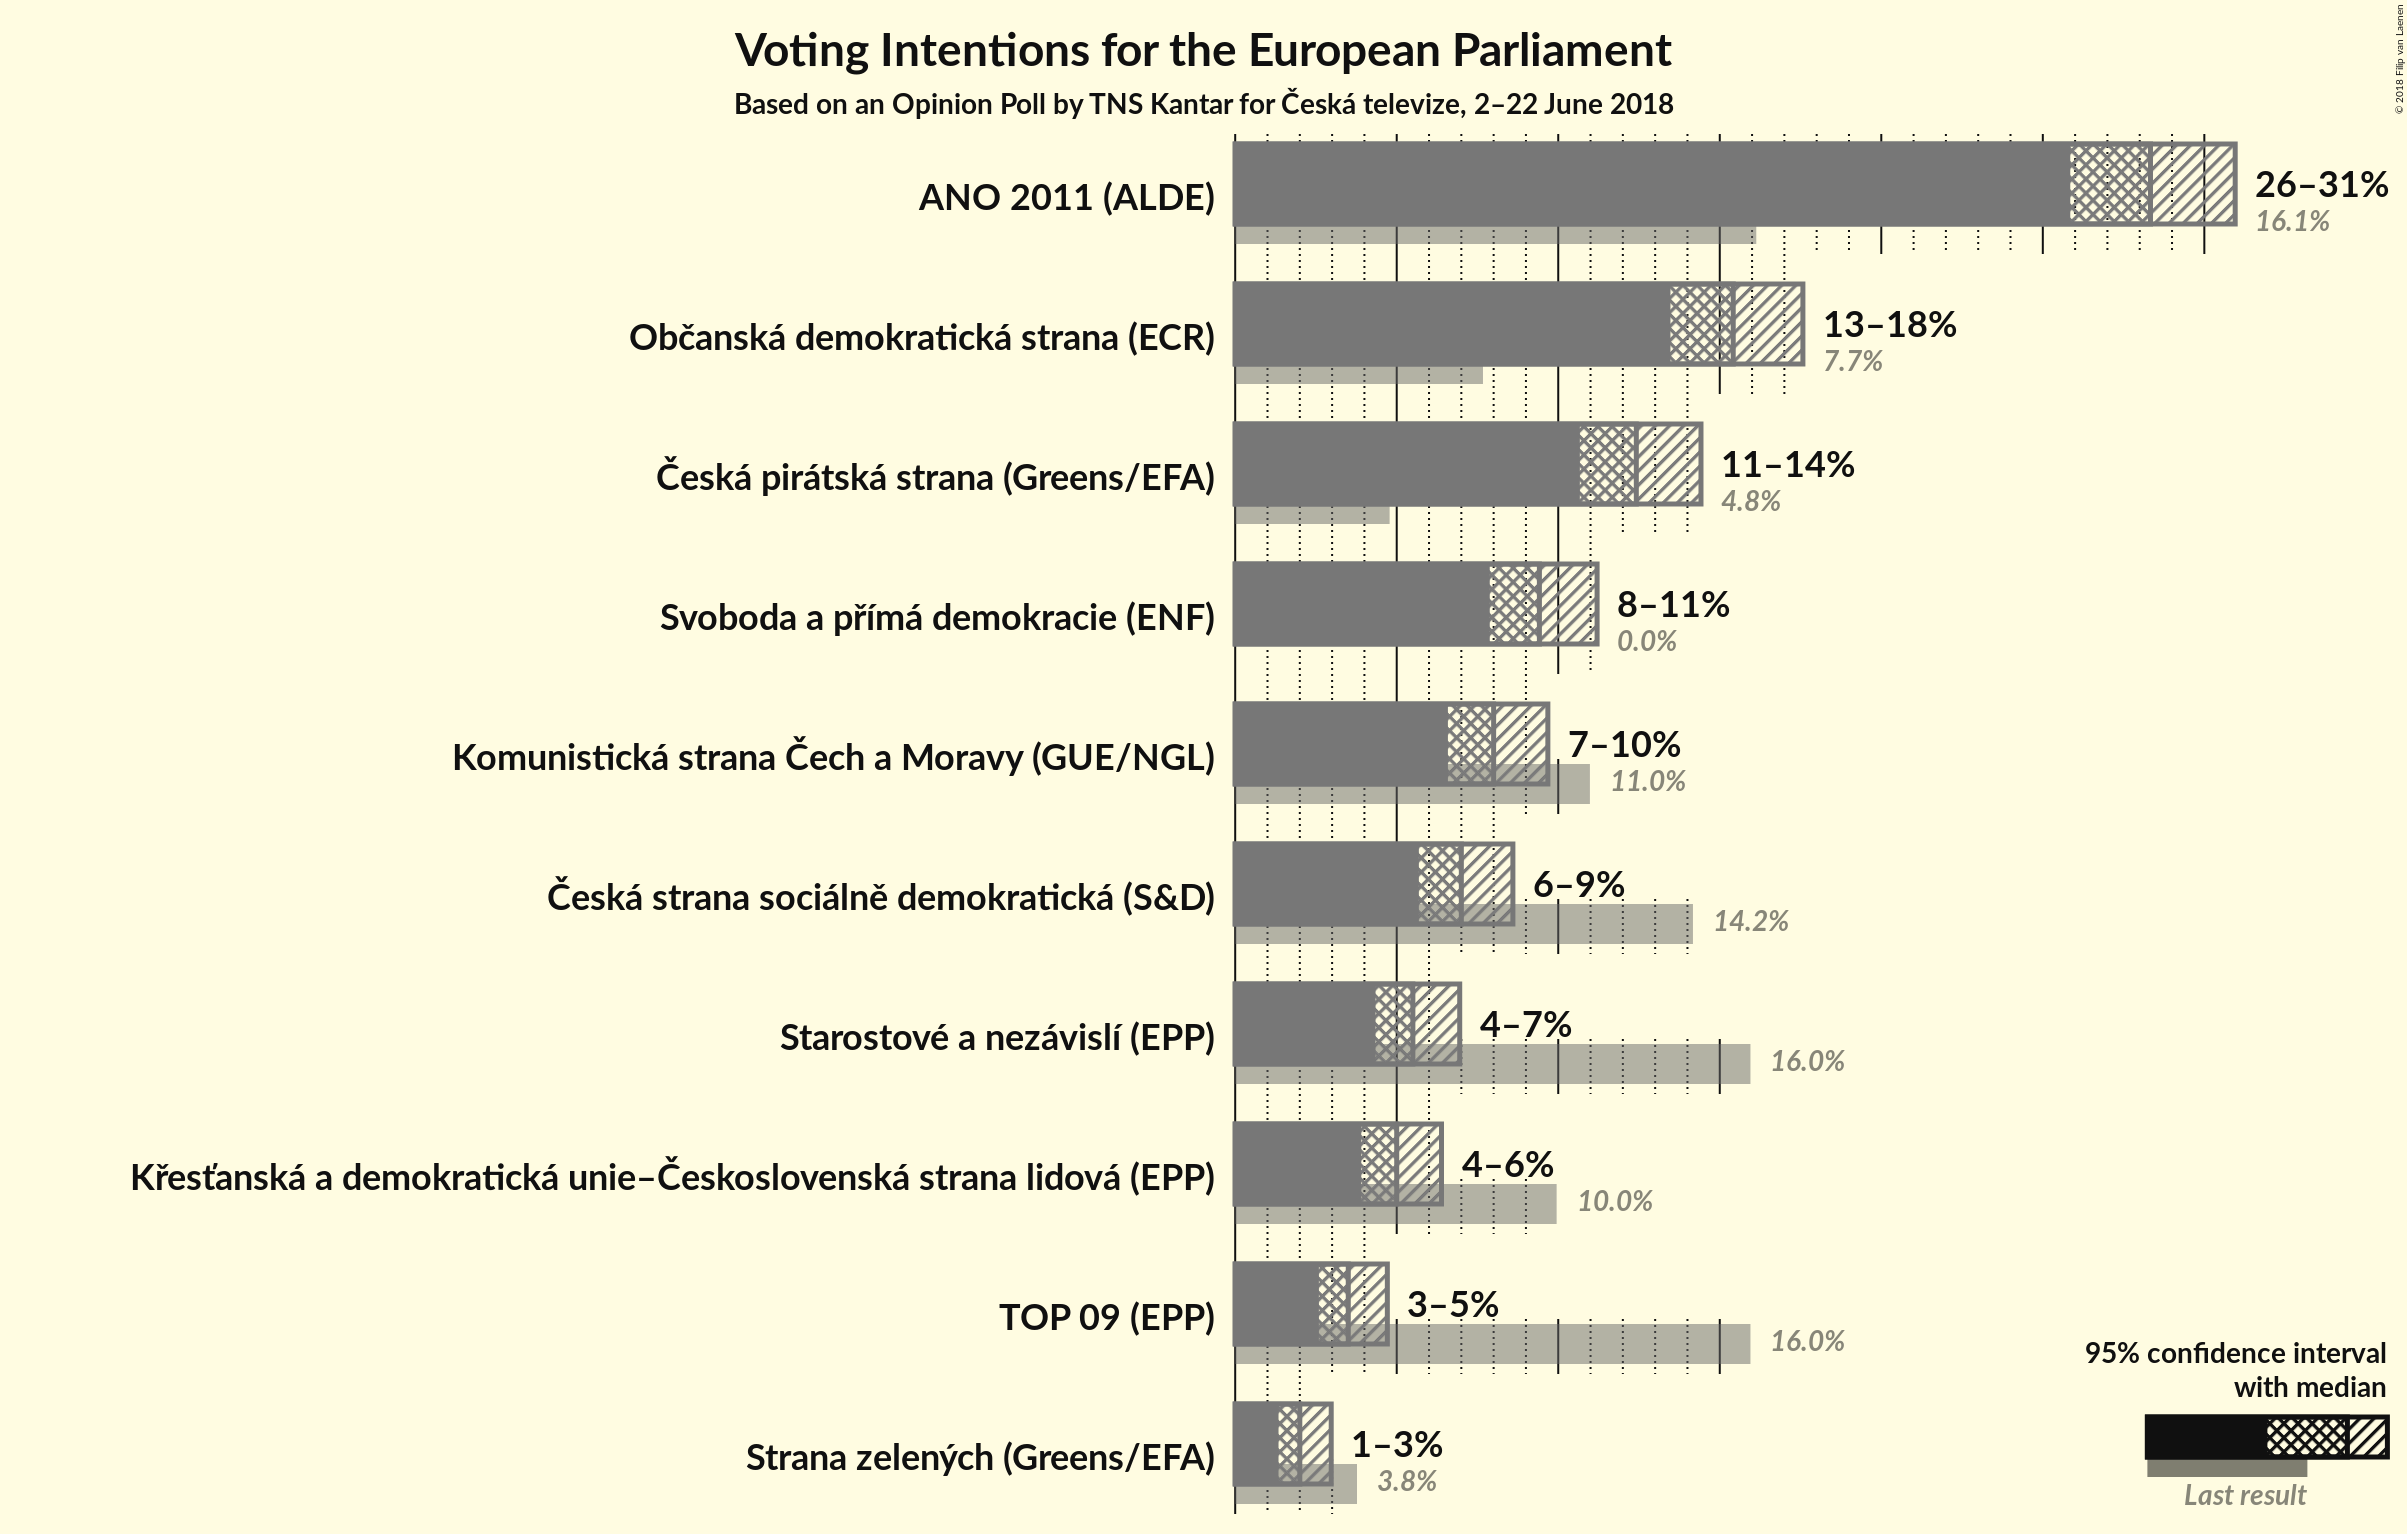 Voting Intentions for the European Parliament
Based on an Opinion Poll by TNS Kantar for Česká televize, 2–22 June 2018
© 2018 Filip van Laenen
ANO 2011 (ALDE)
26–31%
16.1%
Občanská demokratická strana (ECR)
13–18%
7.7%
Česká pirátská strana (Greens/EFA)
11–14%
4.8%
Svoboda a přímá demokracie (ENF)
8–11%
0.0%
Komunistická strana Čech a Moravy (GUE/NGL)
7–10%
11.0%
Česká strana sociálně demokratická (S&D)
6–9%
14.2%
Starostové a nezávislí (EPP)
4–7%
16.0%
Křesťanská a demokratická unie–Československá strana lidová (EPP)
4–6%
10.0%
TOP 09 (EPP)
3–5%
16.0%
Strana zelených (Greens/EFA)
1–3%
3.8%
95% confidence interval
with median
Last result